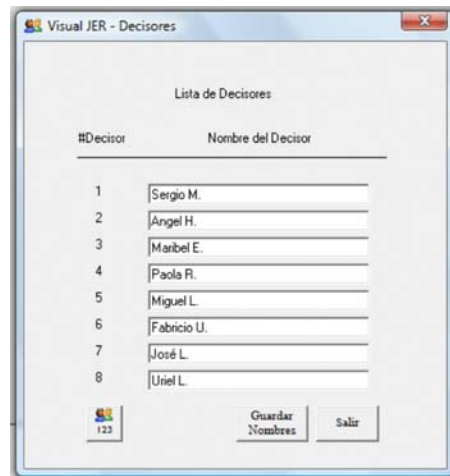 Visual JER - Decisores
Lista de Decisores
#Decisor Nombre del Decisor
1 Sergio M.
2 Angel H.
3 Maribel E.
4 Paola R.
5 Miguel L.
6 Fabricio U.
7 José L.
8 Uriel L.
123 Guardar Nombres Salir